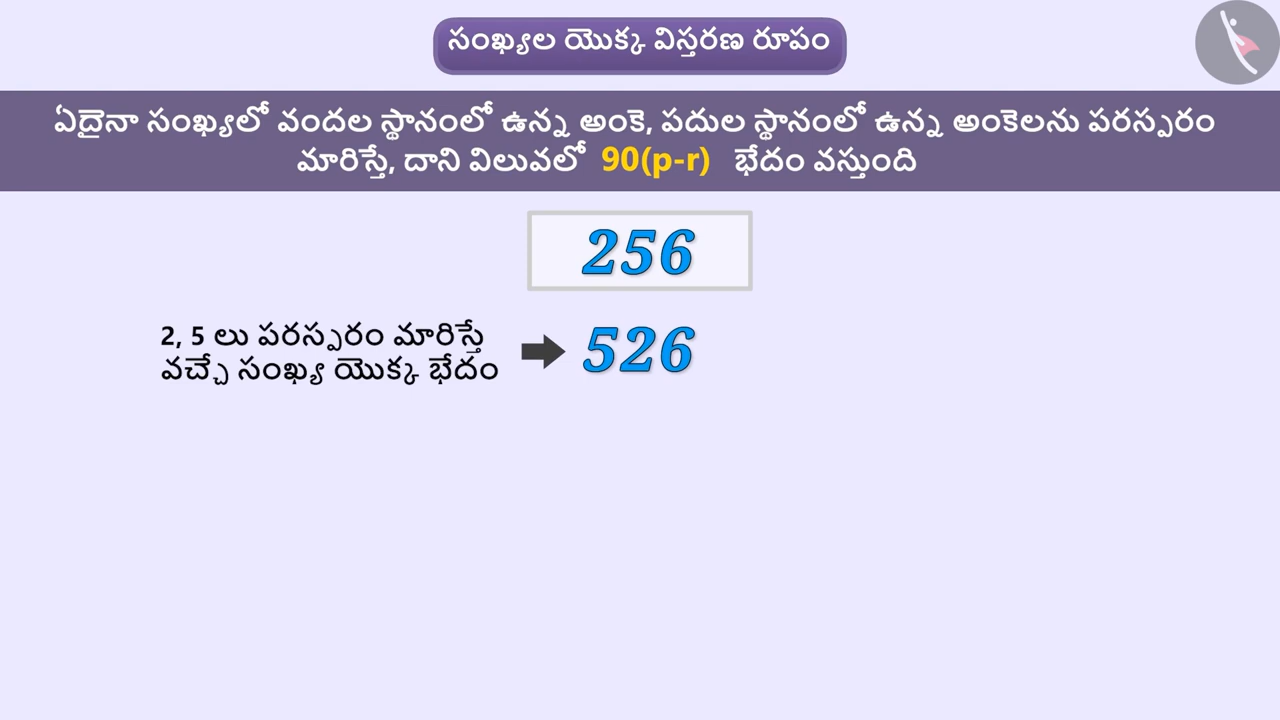 సంఖ్యల యొక్క విస్తరణ రూపం
ఏదైనా సంఖ్యలో వందల స్థానంలో ఉన్న అంకె, పదుల స్థానంలో ఉన్న అంకెలను పరస్పరం
మారిస్తే, దాని విలువలో 90(p-r) భేదం వస్తుంది
256
2, 5 లు పరస్పరం మారిస్తే
వచ్చే సంఖ్య యొక్క భేదం
526